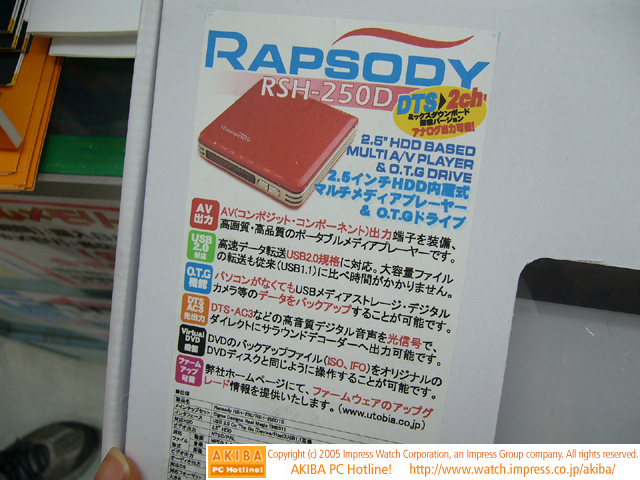 RAPSODY
RSH-250D
DTS▶2ch
ミックスダウンボード
アナログ出力可能!
2.5" HDD BASED
MULTI A/V PLAYER
& O.T.G DRIVE
2.5インチHDD内蔵式
マルチメディアプレーヤー
& O.T.Gドライブ
RAPSODY
AV出力
AV(コンポジット・コンポーネント)出力端子を装備、
高画質・高品質のポータブルメディアプレーヤーです。
USB2.0対応
高速データ転送USB2.0規格に対応。大容量ファイル
の転送も従来(USB1.1)に比べ時間がかかりません。
O.T.G機能
パソコンがなくてもUSBメディアストレージ・デジタル
カメラ等のデータをバックアップすることが可能です。
DTS AC3 光出力
DTS・AC3などの高音質デジタル音声を光信号で、
ダイレクトにサラウンドデコーダーへ出力可能です。
Virtual DVD 機能
DVDのバックアップファイル(ISO, IFO)をオリジナルの
DVDディスクと同じように操作することが可能です。
ファームアップ可能
弊社ホームページにて、ファームウェアのアップグ
レード情報を提供いたします。(www.utobia.co.jp)
■仕様
製品名
AKIBA PC Hotline!
Copyright (c) 2005 Impress Watch Corporation, an Impress Group company. All rights reserved.
AKIBA PC Hotline! http://www.watch.impress.co.jp/akiba/